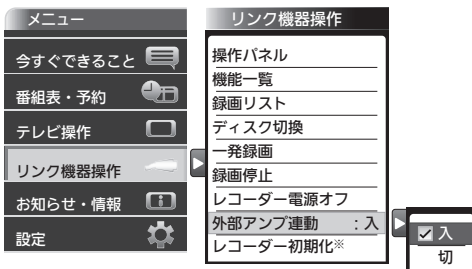 メニュー
今すぐできること
番組表・予約
テレビ操作
リンク機器操作
お知らせ・情報
設定
リンク機器操作
操作パネル
機能一覧
録画リスト
ディスク切換
一発録画
録画停止
レコーダー電源オフ
外部アンプ連動 :入
レコーダー初期化※
入
切